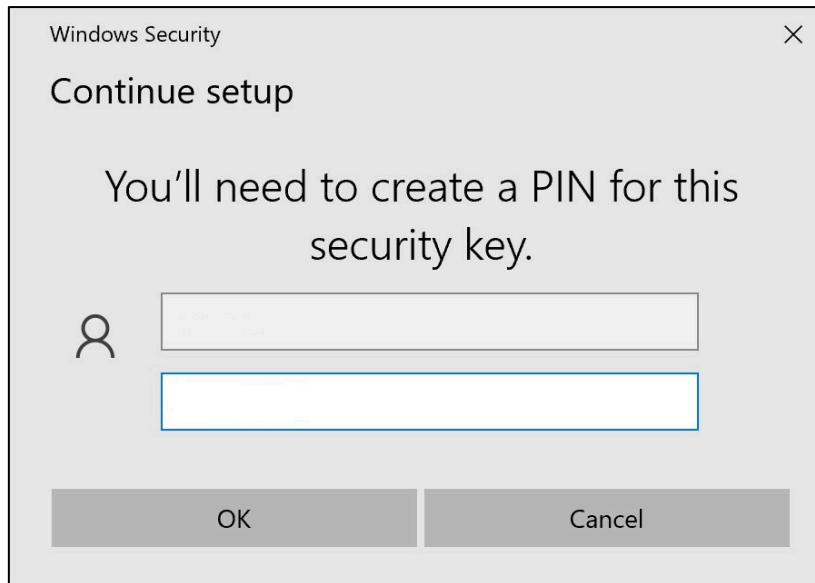 Windows Security
Continue setup
You’ll need to create a PIN for this
security key.
OK
Cancel